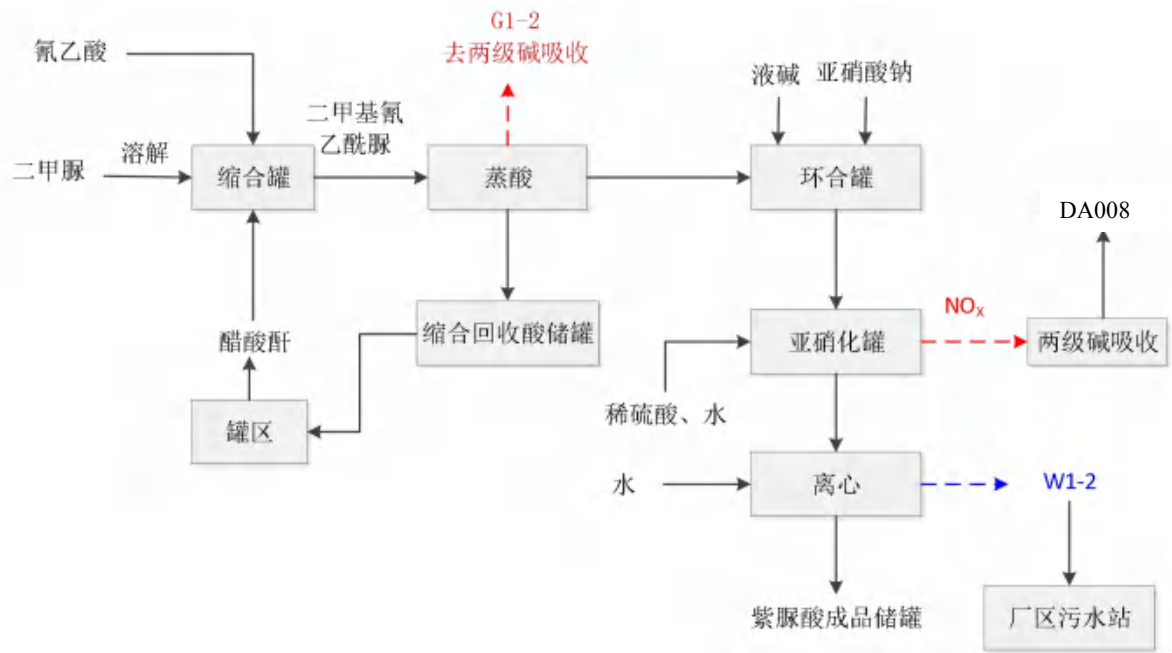 G1-2
去两级碱吸收
氰乙酸
液碱
亚硝酸钠
二甲基氰
乙酰脲
二甲脲
溶解
缩合罐
蒸酸
环合罐
DA008
醋酸酐
缩合回收酸储罐
亚硝化罐
NOx
两级碱吸收
罐区
稀硫酸、水
水
离心
W1-2
紫脲酸成品储罐
厂区污水站